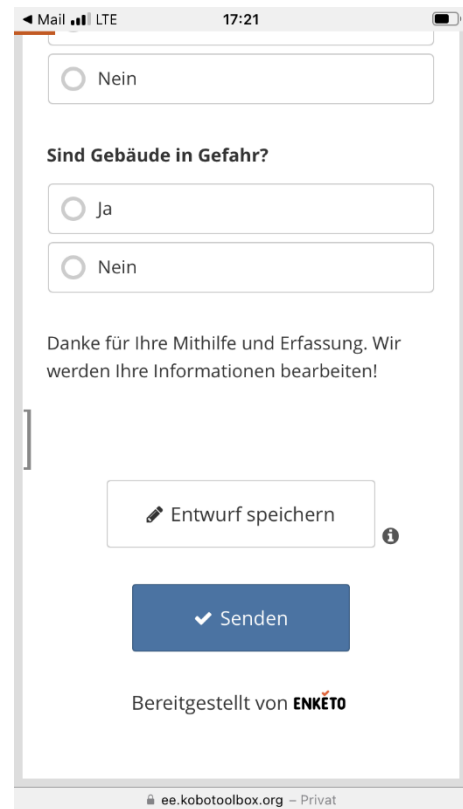 Mail LTE 17:21
Nein
Sind Gebäude in Gefahr?
Ja
Nein
Danke für Ihre Mithilfe und Erfassung. Wir
werden Ihre Informationen bearbeiten!
]
Entwurf speichern
Senden
Bereitgestellt von ENKETO
ee.kobotoolbox.org – Privat